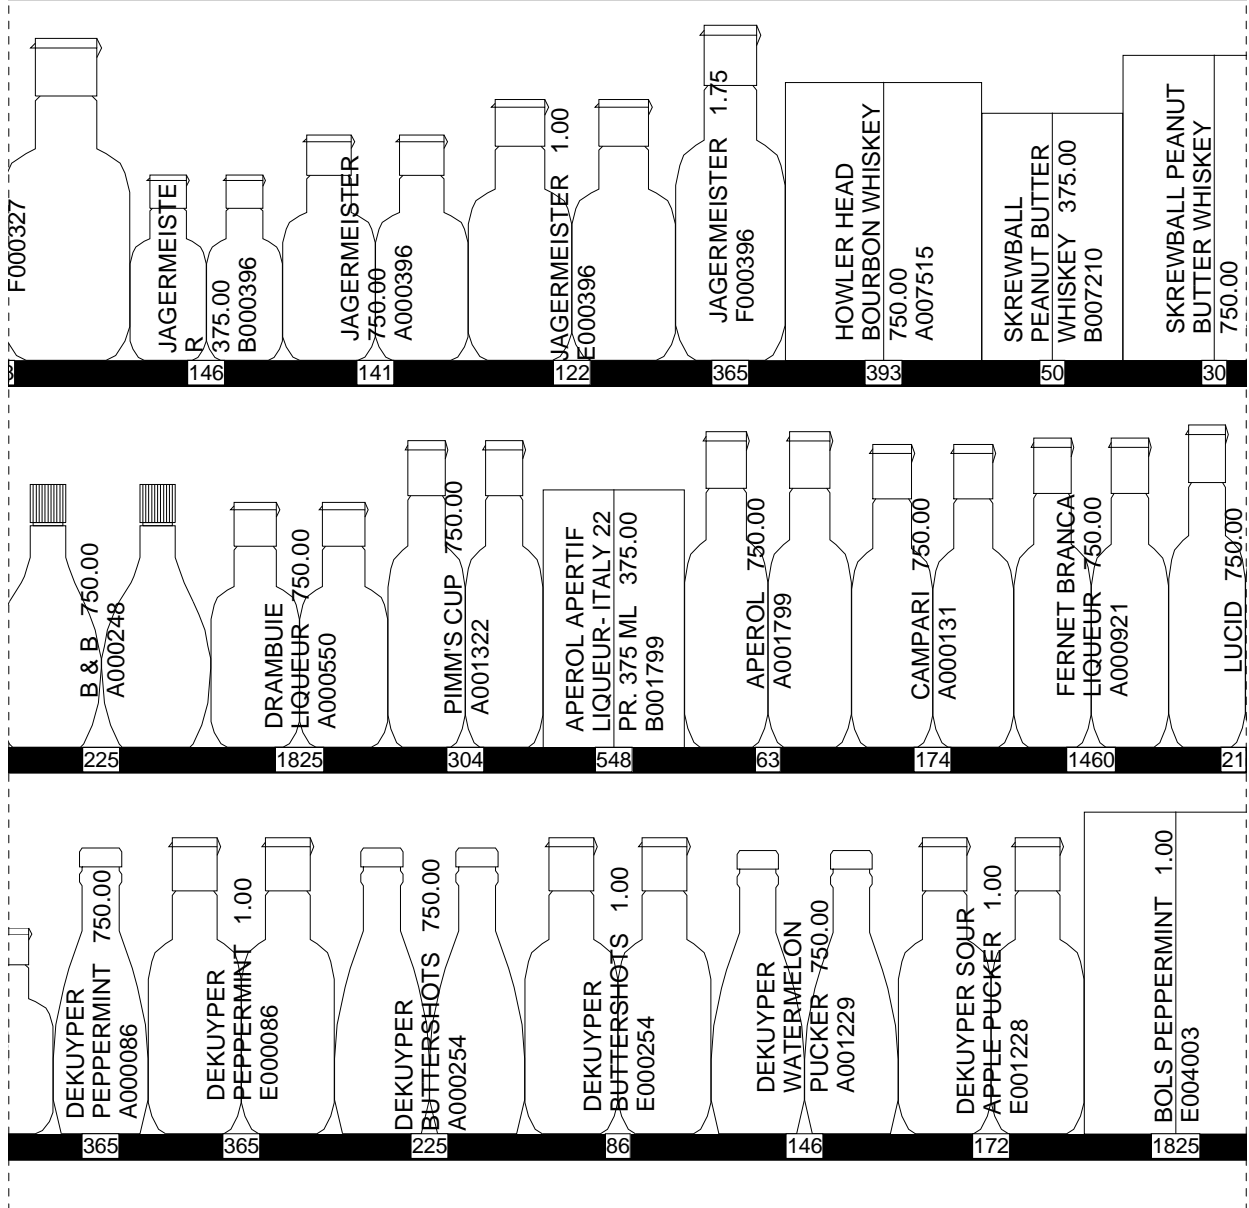 F000327
JAGERMEISTE
R 375.00
B000396
JAGERMEISTER
750.00
A000396
JAGERMEISTER 1.00
E000396
JAGERMEISTER 1.75
F000396
HOWLER HEAD
BOURBON WHISKEY
750.00
A007515
SKREWBALL
PEANUT BUTTER
WHISKEY 375.00
B007210
SKREWBALL PEANUT
BUTTER WHISKEY
750.00
146
141
122
365
393
50
30
B & B 750.00
A000248
DRAMBUIE
LIQUEUR 750.00
A000550
PIMM'S CUP 750.00
A001322
APEROL APERTIF
LIQUEUR- ITALY 22
PR. 375 ML 375.00
B001799
APEROL 750.00
A001799
CAMPARI 750.00
A000131
FERNET BRANCA
LIQUEUR 750.00
A000921
LUCID 750.00
225
1825
304
548
63
174
1460
21
DEKUYPER
PEPPERMINT 750.00
A000086
DEKUYPER
PEPPERMINT 1.00
E000086
DEKUYPER
BUTTERSHOTS 750.00
A000254
DEKUYPER
BUTTERSHOTS 1.00
E000254
DEKUYPER
WATERMELON
PUCKER 750.00
A001229
DEKUYPER SOUR
APPLE PUCKER 1.00
E001228
BOLS PEPPERMINT 1.00
E004003
365
365
225
86
146
172
1825